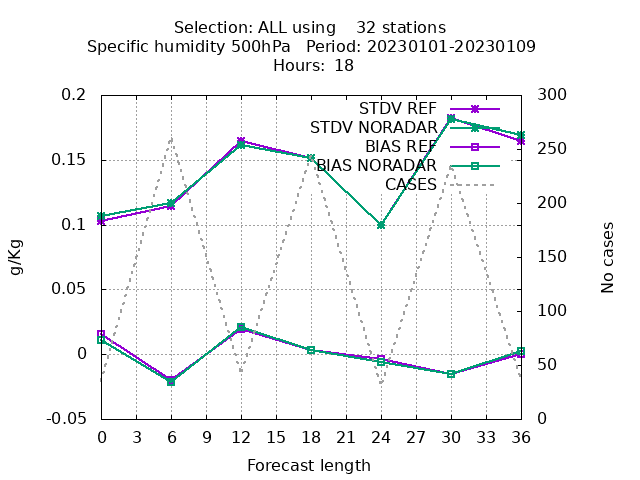 Selection: ALL using    32 stations
Specific humidity 500hPa   Period: 20230101-20230109
Hours: 18
0.2
0.15
0.1
0.05
0
-0.05
g/Kg
300
250
200
150
100
50
0
No cases
STDV REF
STDV NORADAR
BIAS REF
BIAS NORADAR
CASES
0 3 6 9 12 15 18 21 24 27 30 33 36
Forecast length